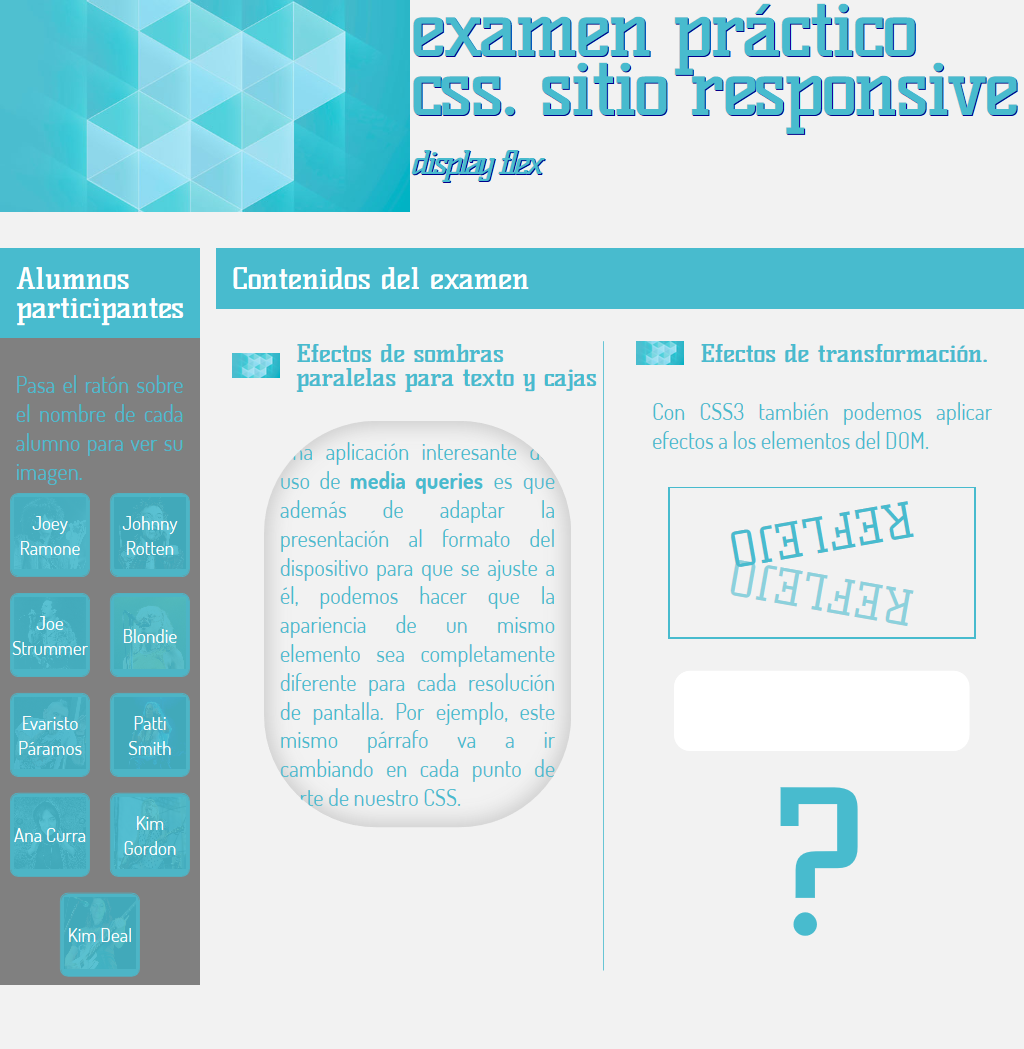 examen práctico
css. sitio responsive
display flex
Alumnos
participantes
Pasa el ratón sobre
el nombre de cada
alumno para ver su
imagen.
Joey
Ramone
Johnny
Rotten
Joe
Strummer
Blondie
Evaristo
Páramos
Patti
Smith
Ana Curra
Kim
Gordon
Kim Deal
Contenidos del examen
Efectos de sombras
paralelas para texto y cajas
aplicación interesante
uso de media queries es que
además de adaptar la
presentación al formato del
dispositivo para que se ajuste a
él, podemos hacer que la
apariencia de un mismo
elemento sea completamente
diferente para cada resolución
de pantalla. Por ejemplo, este
mismo párrafo va a ir
cambiando en cada punto de
de nuestro CSS.
Efectos de transformación.
Con CSS3 también podemos aplicar
efectos a los elementos del DOM.
REFLEJO
REFLEJO
?